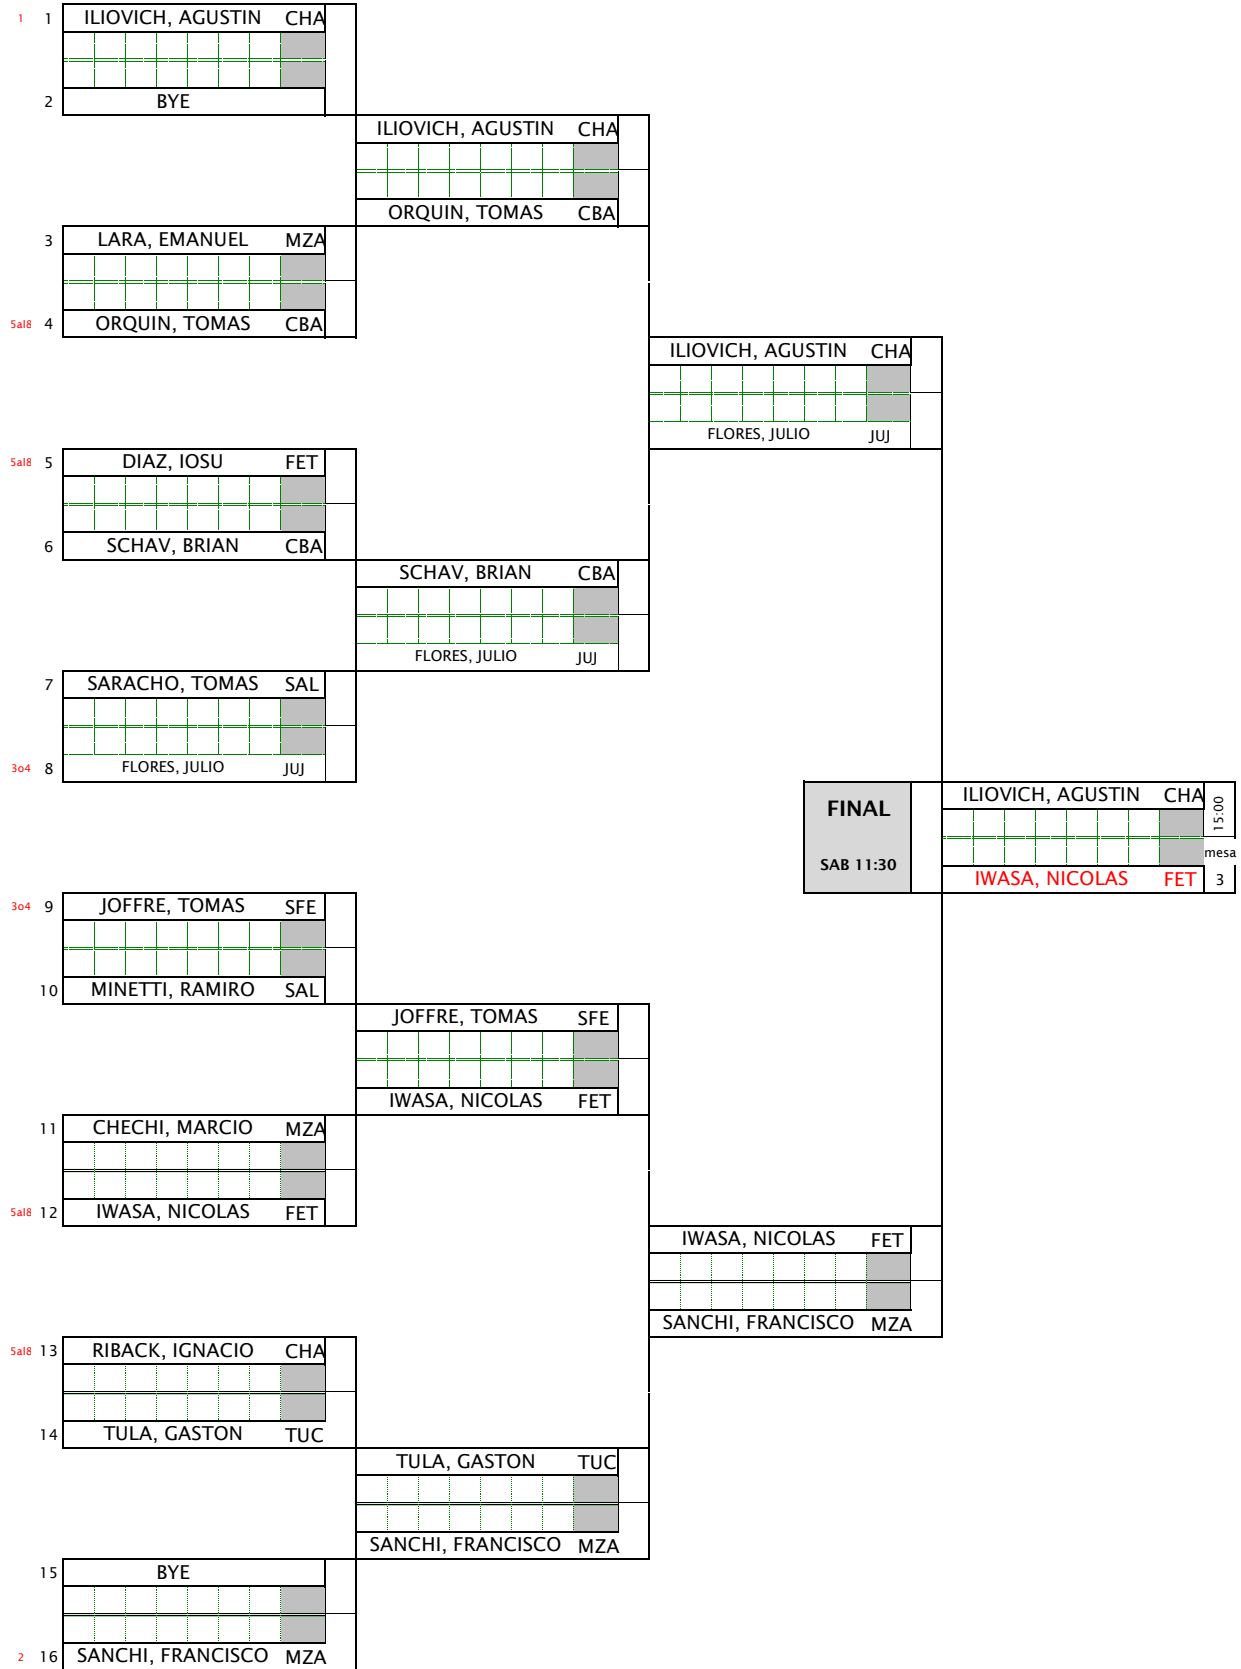 1 1 ILIOVICH, AGUSTIN CHA
2 BYE
ILIOVICH, AGUSTIN CHA
ORQUIN, TOMAS CBA
3 LARA, EMANUEL MZA
5al8 4 ORQUIN, TOMAS CBA
ILIOVICH, AGUSTIN CHA
FLORES, JULIO JUJ
5al8 5 DIAZ, IOSU FET
6 SCHAV, BRIAN CBA
SCHAV, BRIAN CBA
FLORES, JULIO JUJ
7 SARACHO, TOMAS SAL
3o4 8 FLORES, JULIO JUJ
FINAL
SAB 11:30
ILIOVICH, AGUSTIN CHA
15:00
mesa
IWASA, NICOLAS FET 3
3o4 9 JOFFRE, TOMAS SFE
10 MINETTI, RAMIRO SAL
JOFFRE, TOMAS SFE
IWASA, NICOLAS FET
11 CHECHI, MARCIO MZA
5al8 12 IWASA, NICOLAS FET
IWASA, NICOLAS FET
SANCHI, FRANCISCO MZA
5al8 13 RIBACK, IGNACIO CHA
14 TULA, GASTON TUC
TULA, GASTON TUC
SANCHI, FRANCISCO MZA
15 BYE
2 16 SANCHI, FRANCISCO MZA